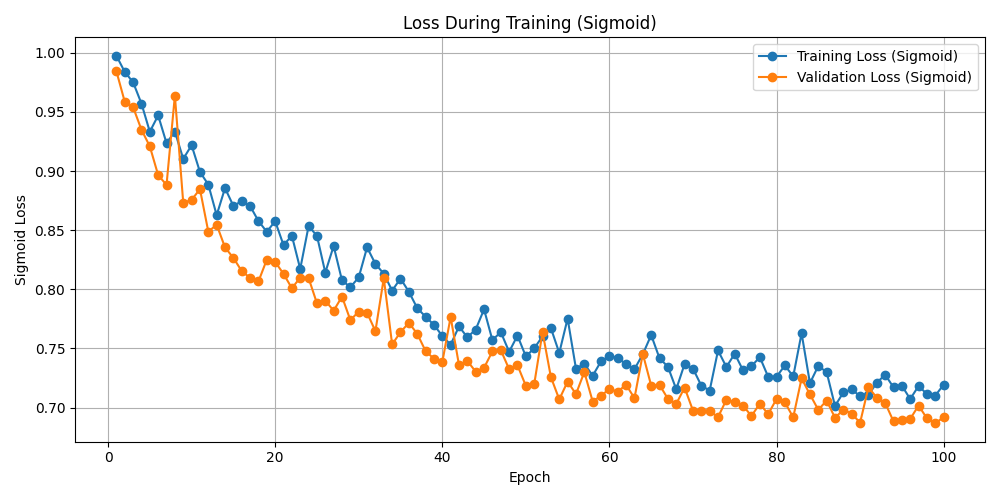 Loss During Training (Sigmoid)
Training Loss (Sigmoid)
Validation Loss (Sigmoid)
Sigmoid Loss
1.00
0.95
0.90
0.85
0.80
0.75
0.70
0 20 40 60 80 100
Epoch